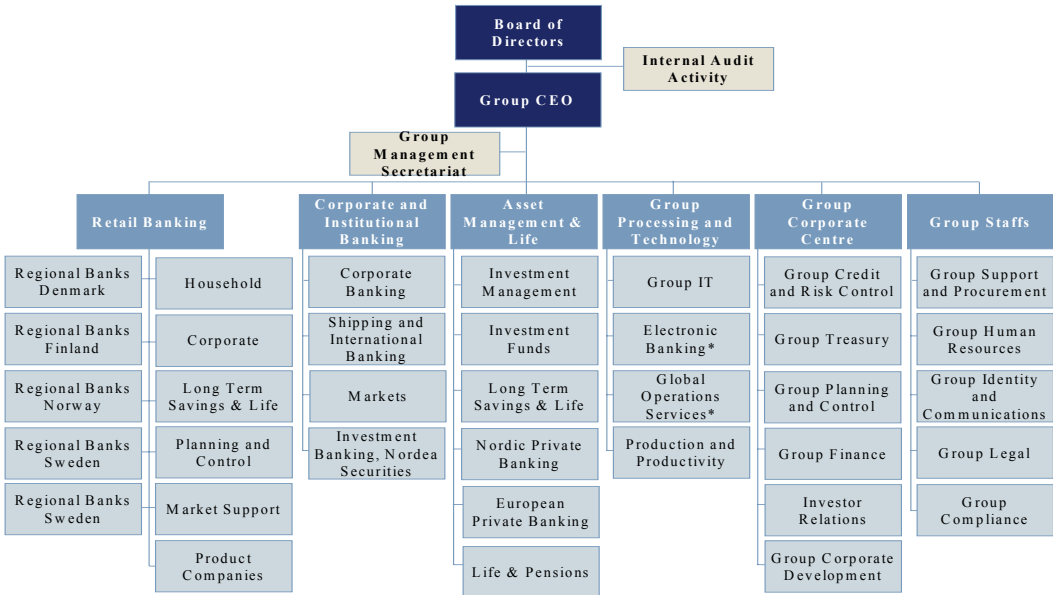 Board of
Directors
Internal Audit
Activity
Group CEO
Group
Management
Secretariat
Retail Banking
Corporate and
Institutional
Banking
Asset
Management &
Life
Group
Processing and
Technology
Group
Corporate
Centre
Group Staffs
Regional Banks
Denmark
Regional Banks
Finland
Regional Banks
Norway
Regional Banks
Sweden
Regional Banks
Sweden
Household
Corporate
Long Term
Savings & Life
Planning and
Control
Market Support
Product
Companies
Corporate
Banking
Shipping and
International
Banking
Markets
Investment
Banking, Nordea
Securities
Investment
Management
Investment
Funds
Long Term
Savings & Life
Nordic Private
Banking
European
Private Banking
Life & Pensions
Group IT
Electronic
Banking*
Global
Operations
Services*
Production and
Productivity
Group Credit
and Risk Control
Group Treasury
Group Planning
and Control
Group Finance
Investor
Relations
Group Corporate
Development
Group Support
and Procurement
Group Human
Resources
Group Identity
and
Communications
Group Legal
Group
Compliance